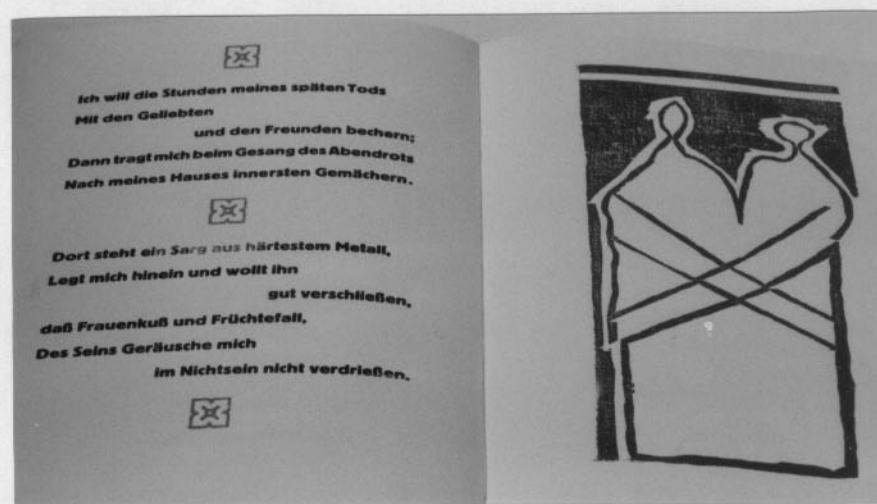 Ich will die Stunden meines späten Tods
Mit den Geliebten
und den Freunden bechern;
Dann tragt mich beim Gesang des Abendrots
Nach meines Hauses innersten Gemächern.
Dort steht ein Sarg aus härtestem Metall,
Legt mich hinein und wollt ihn
gut verschließen,
daß Frauenkuß und Früchtefall,
Des Seins Geräusche mich
im Nichtsein nicht verdrießen.